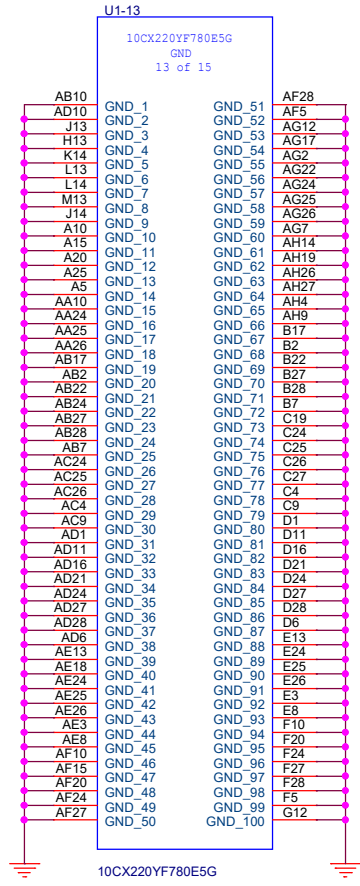 U1-13
10CX220YF780E5G
GND
13 of 15
AB10 GND_1 GND_51 AF28
AD10 GND_2 GND_52 AF5
J13 GND_3 GND_53 AG12
H13 GND_4 GND_54 AG17
K14 GND_5 GND_55 AG2
L13 GND_6 GND_56 AG22
L14 GND_7 GND_57 AG24
M13 GND_8 GND_58 AG25
J14 GND_9 GND_59 AG26
A10 GND_10 GND_60 AG7
A15 GND_11 GND_61 AH14
A20 GND_12 GND_62 AH19
A25 GND_13 GND_63 AH26
A5 GND_14 GND_64 AH27
AA10 GND_15 GND_65 AH4
AA24 GND_16 GND_66 AH9
AA25 GND_17 GND_67 B17
AA26 GND_18 GND_68 B2
AB17 GND_19 GND_69 B22
AB2 GND_20 GND_70 B27
AB22 GND_21 GND_71 B28
AB24 GND_22 GND_72 B7
AB27 GND_23 GND_73 C19
AB28 GND_24 GND_74 C24
AB7 GND_25 GND_75 C25
AC24 GND_26 GND_76 C26
AC25 GND_27 GND_77 C27
AC26 GND_28 GND_78 C4
AC4 GND_29 GND_79 C9
AC9 GND_30 GND_80 D1
AD1 GND_31 GND_81 D11
AD11 GND_32 GND_82 D16
AD16 GND_33 GND_83 D21
AD21 GND_34 GND_84 D24
AD24 GND_35 GND_85 D27
AD27 GND_36 GND_86 D28
AD28 GND_37 GND_87 D6
AD6 GND_38 GND_88 E13
AE13 GND_39 GND_89 E24
AE18 GND_40 GND_90 E25
AE24 GND_41 GND_91 E26
AE25 GND_42 GND_92 E3
AE26 GND_43 GND_93 E8
AE3 GND_44 GND_94 F10
AE8 GND_45 GND_95 F20
AF10 GND_46 GND_96 F24
AF15 GND_47 GND_97 F27
AF20 GND_48 GND_98 F28
AF24 GND_49 GND_99 F5
AF27 GND_50 GND_100 G12
10CX220YF780E5G